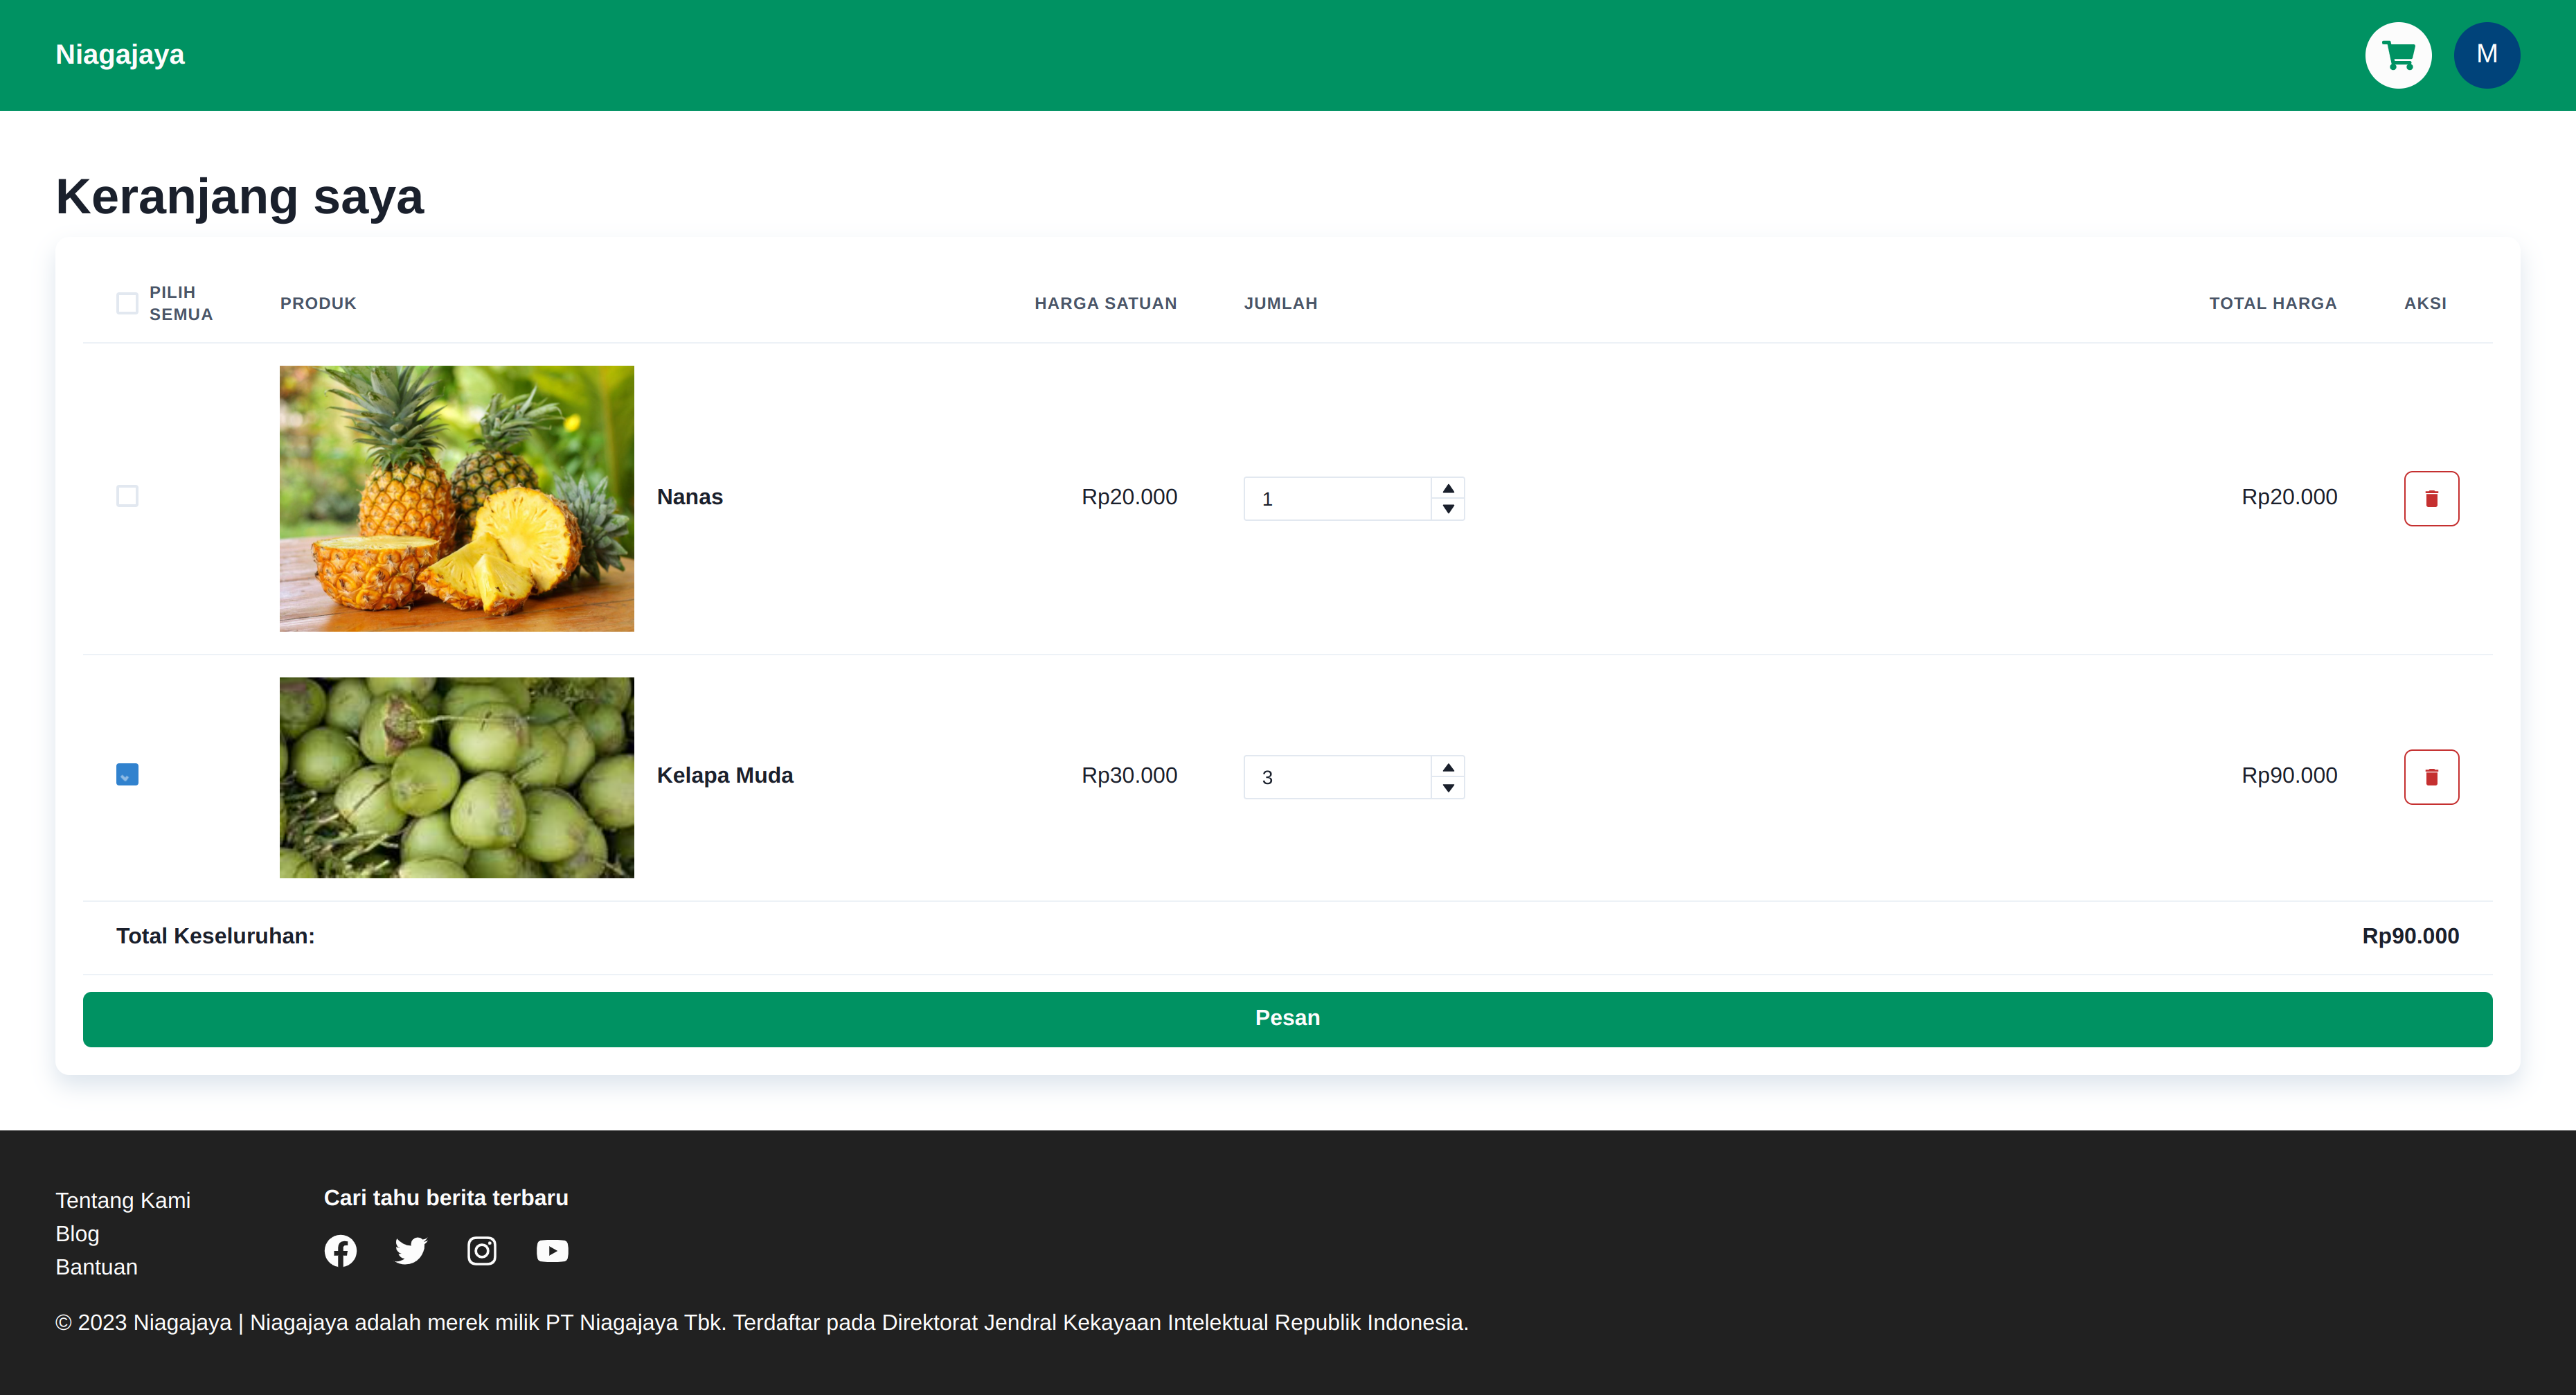 Niagajaya
M
Keranjang saya
PILIH
SEMUA
PRODUK
HARGA SATUAN
JUMLAH
TOTAL HARGA
AKSI
Nanas
Rp20.000
1
Rp20.000
Kelapa Muda
Rp30.000
3
Rp90.000
Total Keseluruhan:
Rp90.000
Pesan
Tentang Kami
Blog
Bantuan
Cari tahu berita terbaru
© 2023 Niagajaya | Niagajaya adalah merek milik PT Niagajaya Tbk. Terdaftar pada Direktorat Jendral Kekayaan Intelektual Republik Indonesia.